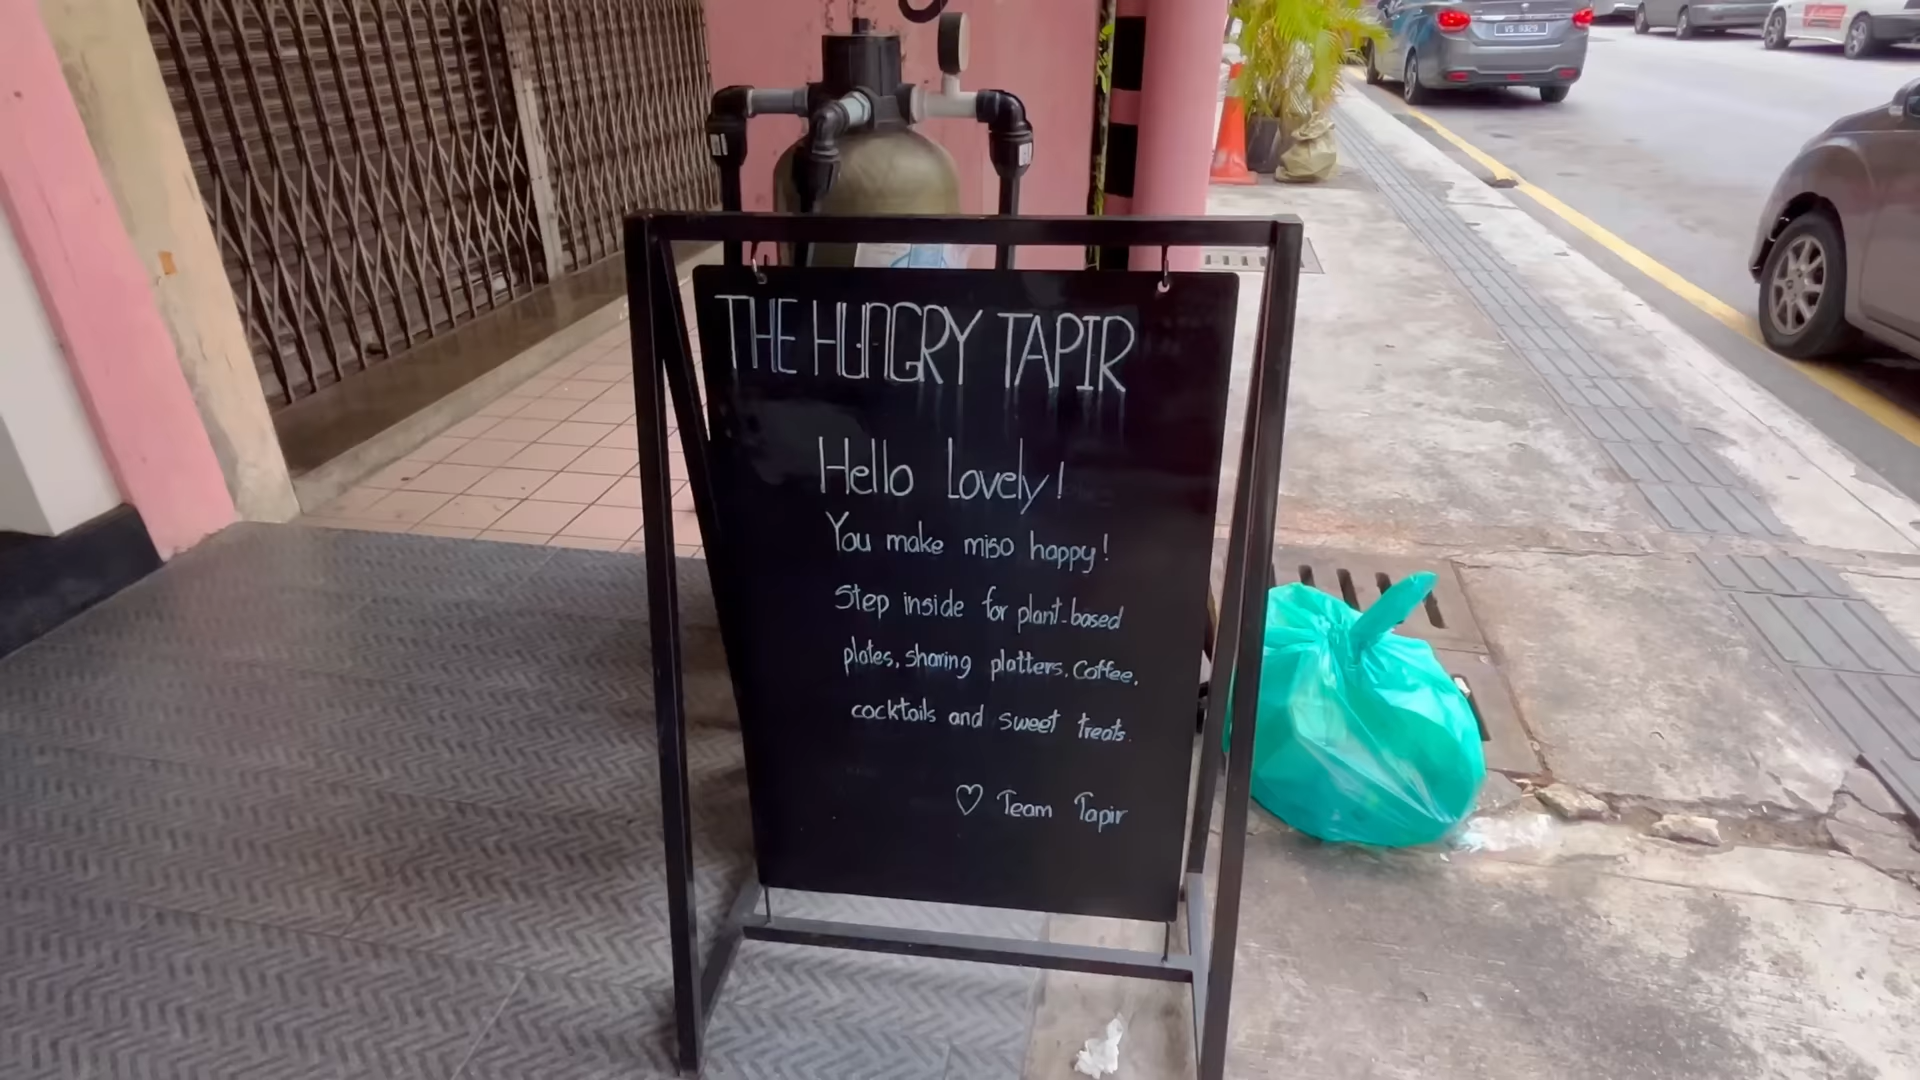 THE HUNGRY TAPIR
Hello Lovely!
You make miso happy!
Step inside for plant-based
plates, sharing platters, Coffee,
cocktails and sweet treats.
♡ Team Tapir